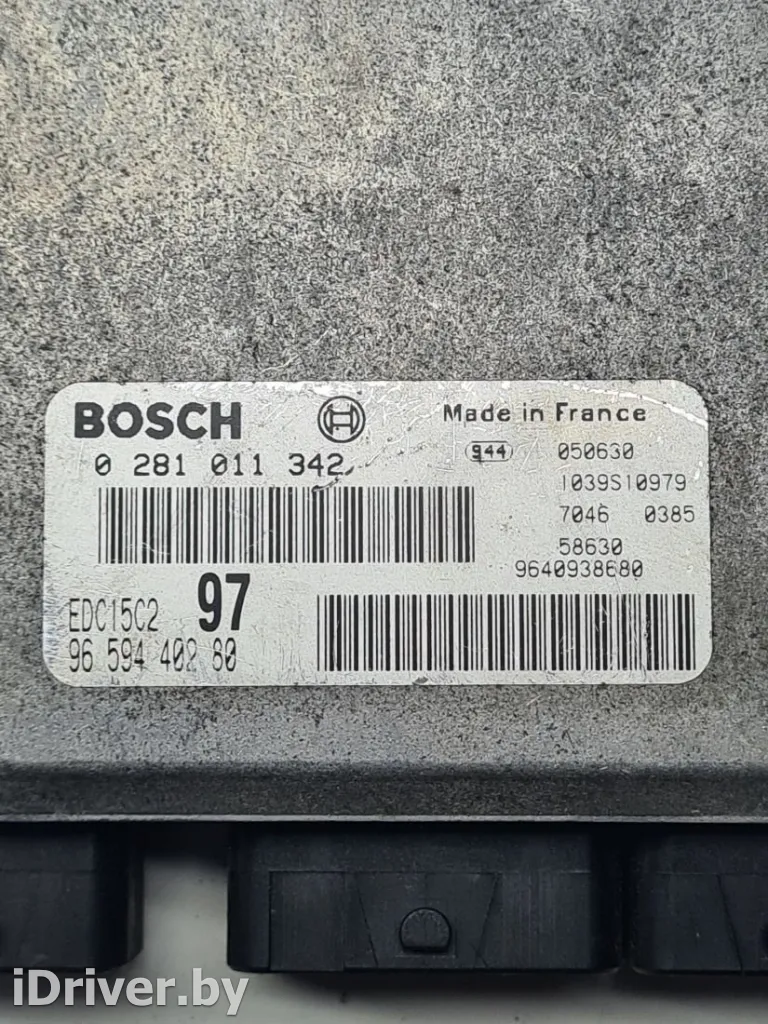 BOSCH
Made in France
0 281 011 342
944
050630
1039S10979
7046 0385
58630
9640938680
EDC15C2
97
96 594 402 80
iDriver.by